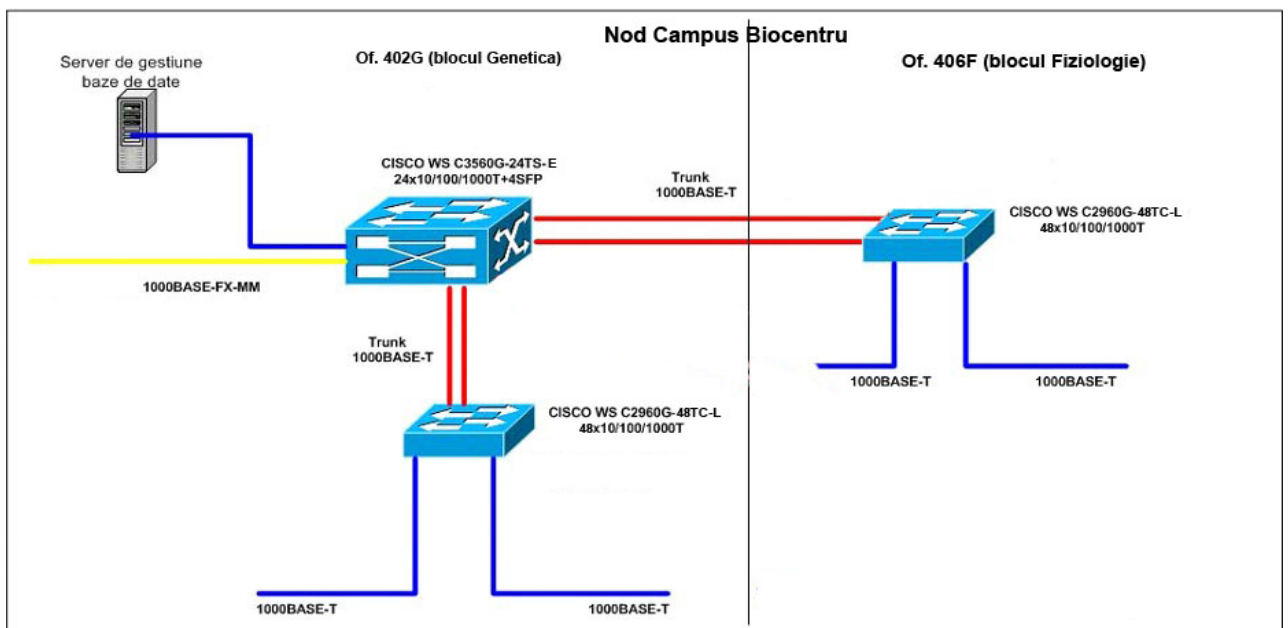 Nod Campus Biocentru
Of. 402G (blocul Genetica)
Of. 406F (blocul Fiziologie)
Server de gestiune
baze de date
CISCO WS C3560G-24TS-E
24x10/100/1000T+4SFP
Trunk
1000BASE-T
CISCO WS C2960G-48TC-L
48x10/100/1000T
1000BASE-FX-MM
Trunk
1000BASE-T
1000BASE-T
1000BASE-T
CISCO WS C2960G-48TC-L
48x10/100/1000T
1000BASE-T
1000BASE-T